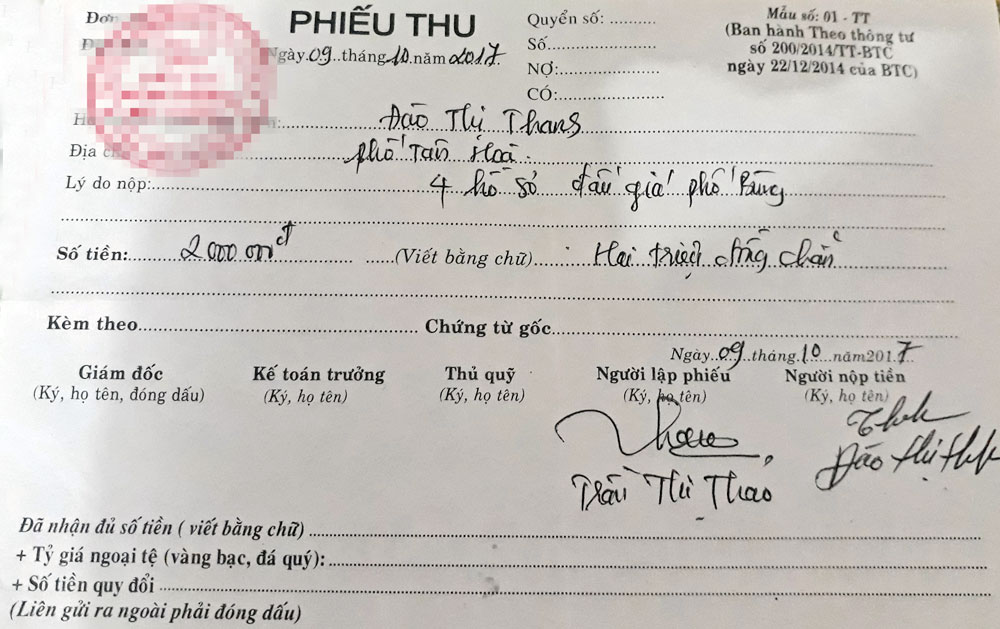 Đơn
PHIẾU THU
Quyển số:............
Mẫu số: 01 - TT
(Ban hành Theo thông tư
số 200/2014/TT-BTC
ngày 22/12/2014 của BTC)
Ngày..09..tháng.10.năm 2017.
Số.....................
NỢ:...................
CÓ:...................
Đào Thị Thans
Địa ch
phố Tân Hoà.
Lý do nộp: 4 hồ sơ đấu giá phố Bùng
Số tiền: 2000.000đ (Viết bằng chữ) Hai triệu đồng chẵn
Kèm theo.................... Chứng từ gốc....................
Ngày..09..tháng.10...năm 2017.
Giám đốc Kế toán trưởng Thủ quỹ Người lập phiếu Người nộp tiền
(Ký, họ tên, đóng dấu) (Ký, họ tên) (Ký, họ tên) (Ký, họ tên) (Ký, họ tên)
Trần Thị Thao Đào Thị
Đã nhận đủ số tiền ( viết bằng chữ)....................
+ Tỷ giá ngoại tệ (vàng bạc, đá quý):....................
+ Số tiền quy đổi....................
(Liên gửi ra ngoài phải đóng dấu)